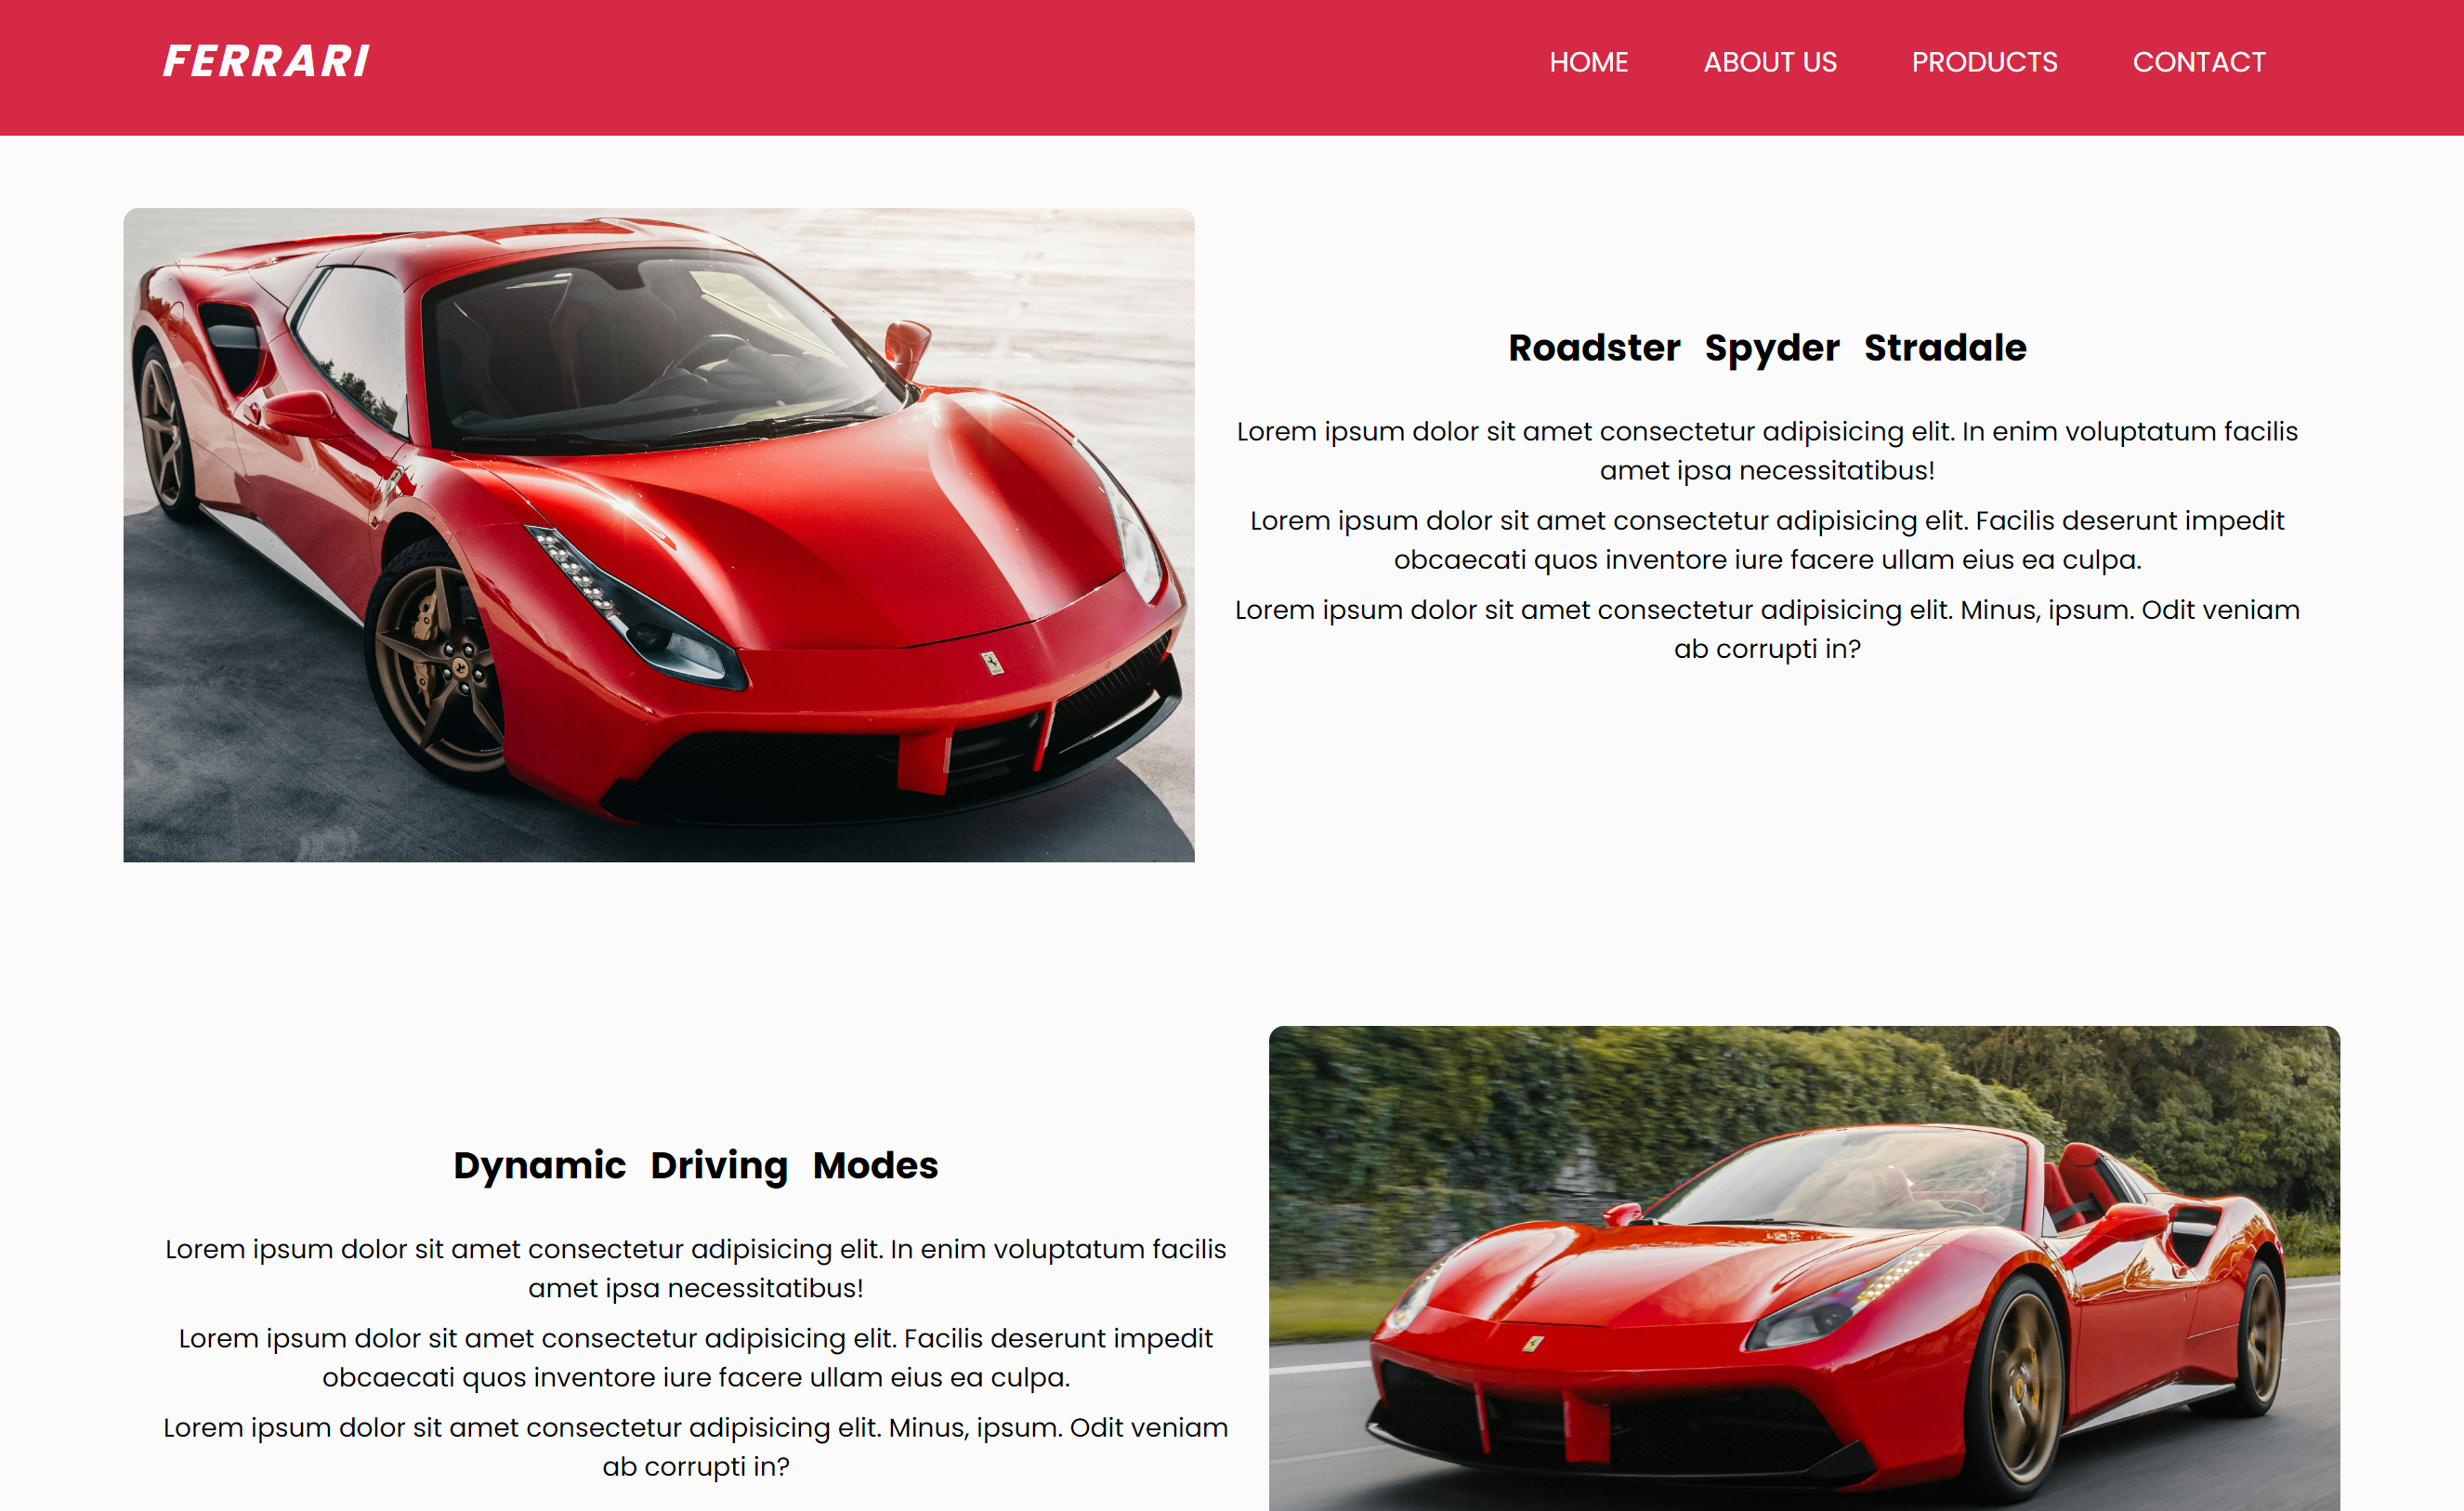 FERRARI
HOME ABOUT US PRODUCTS CONTACT
Roadster Spyder Stradale
Lorem ipsum dolor sit amet consectetur adipisicing elit. In enim voluptatum facilis
amet ipsa necessitatibus!
Lorem ipsum dolor sit amet consectetur adipisicing elit. Facilis deserunt impedit
obcaecati quos inventore iure facere ullam eius ea culpa.
Lorem ipsum dolor sit amet consectetur adipisicing elit. Minus, ipsum. Odit veniam
ab corrupti in?
Dynamic Driving Modes
Lorem ipsum dolor sit amet consectetur adipisicing elit. In enim voluptatum facilis
amet ipsa necessitatibus!
Lorem ipsum dolor sit amet consectetur adipisicing elit. Facilis deserunt impedit
obcaecati quos inventore iure facere ullam eius ea culpa.
Lorem ipsum dolor sit amet consectetur adipisicing elit. Minus, ipsum. Odit veniam
ab corrupti in?